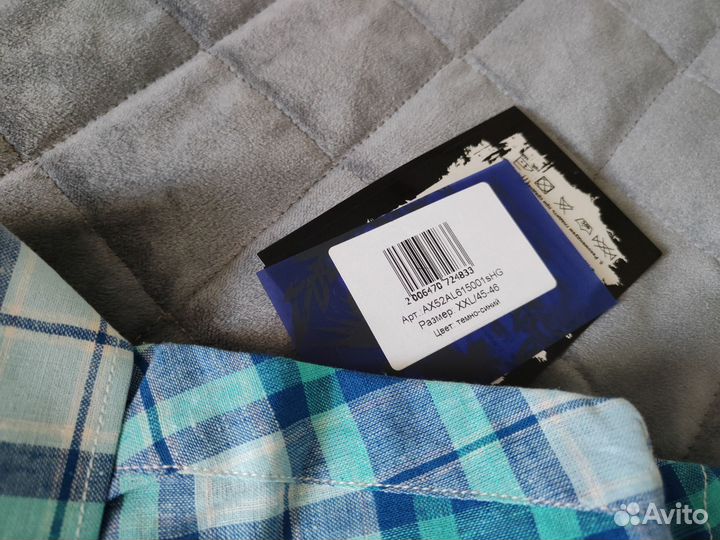 2 006470 724833
Арт. AX52AL615001sHG
Размер XXL/45-46
Цвет темно-синий
Avito